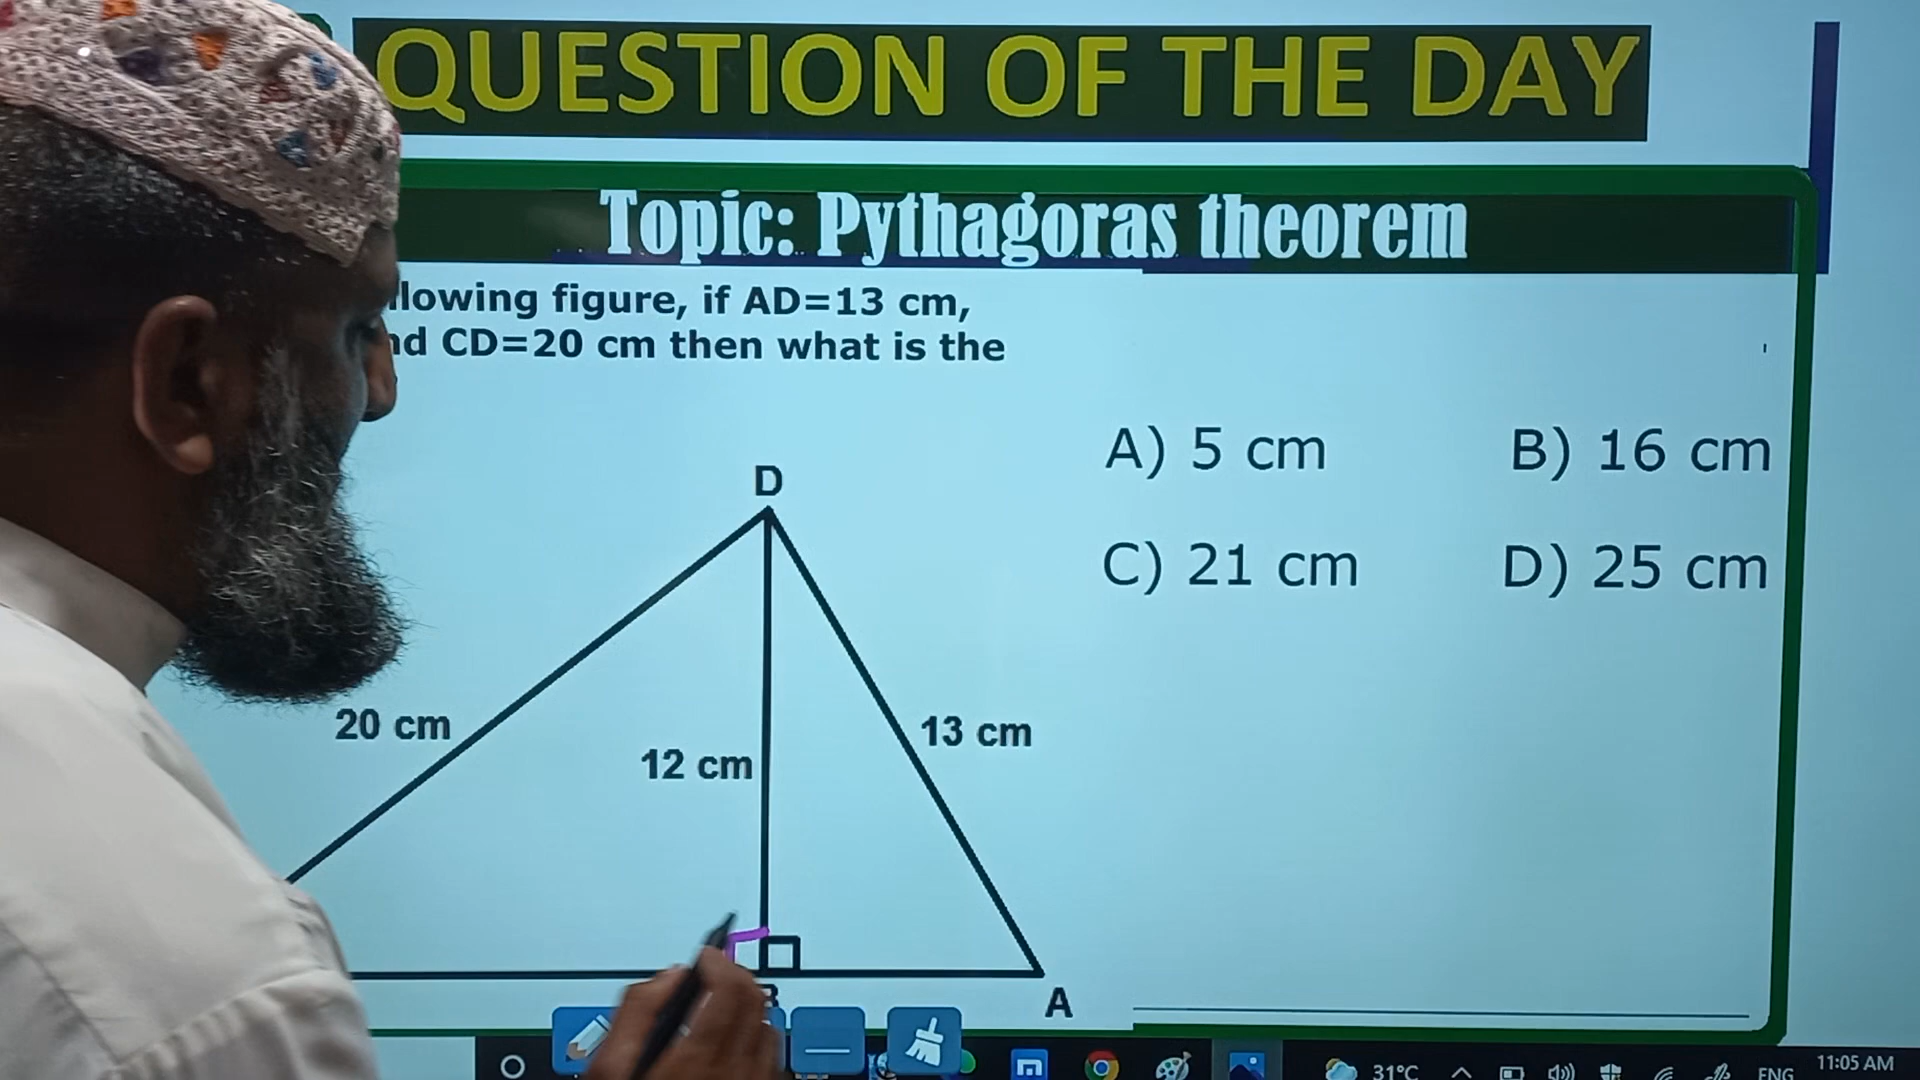 QUESTION OF THE DAY
Topic: Pythagoras theorem
figure, if AD=13 cm,
CD=20 cm then what is the
A) 5 cm
B) 16 cm
C) 21 cm
D) 25 cm
D
20 cm
12 cm
13 cm
A
31°C
ENG
11:05 AM